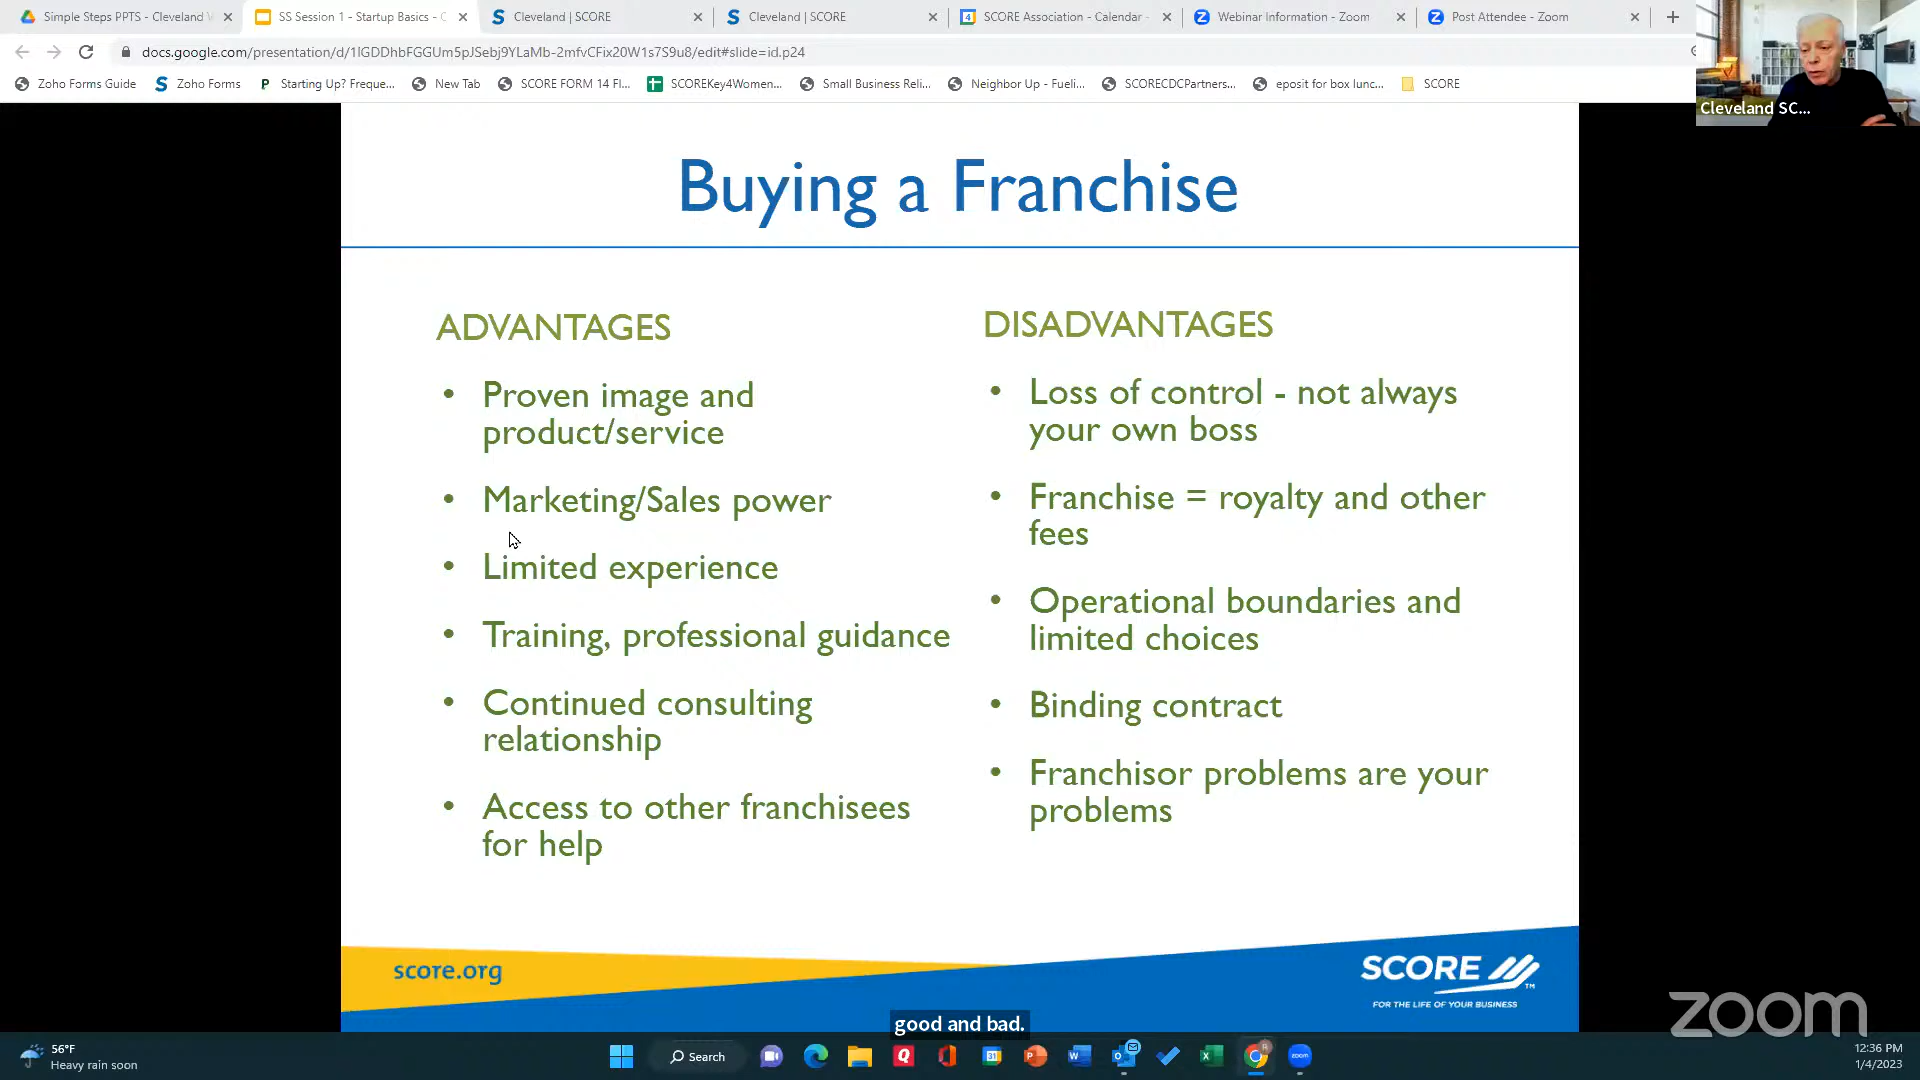 Simple Steps PPTS - Cleveland
SS Session 1 - Startup Basics -
Cleveland | SCORE
Cleveland | SCORE
SCORE Association - Calendar -
Webinar Information - Zoom
Post Attendee - Zoom
docs.google.com/presentation/d/1lGDDhbFGGUm5pJSebj9YLaMb-2mfvCFix20W1s7S9u8/edit#slide=id.p24
Zoho Forms Guide
Zoho Forms
Starting Up? Freque...
New Tab
SCORE FORM 14 Fl...
SCOREKey4Women...
Small Business Reli...
Neighbor Up - Fueli...
SCORECDCPartners...
eposit for box lunc...
SCORE
Cleveland SC...
Buying a Franchise
ADVANTAGES
• Proven image and
product/service
• Marketing/Sales power
• Limited experience
• Training, professional guidance
• Continued consulting
relationship
• Access to other franchisees
for help
DISADVANTAGES
• Loss of control - not always
your own boss
• Franchise = royalty and other
fees
• Operational boundaries and
limited choices
• Binding contract
• Franchisor problems are your
problems
score.org
SCORE
TM
FOR THE LIFE OF YOUR BUSINESS
good and bad.
zoom
56°F
Heavy rain soon
Search
12:36 PM
1/4/2023